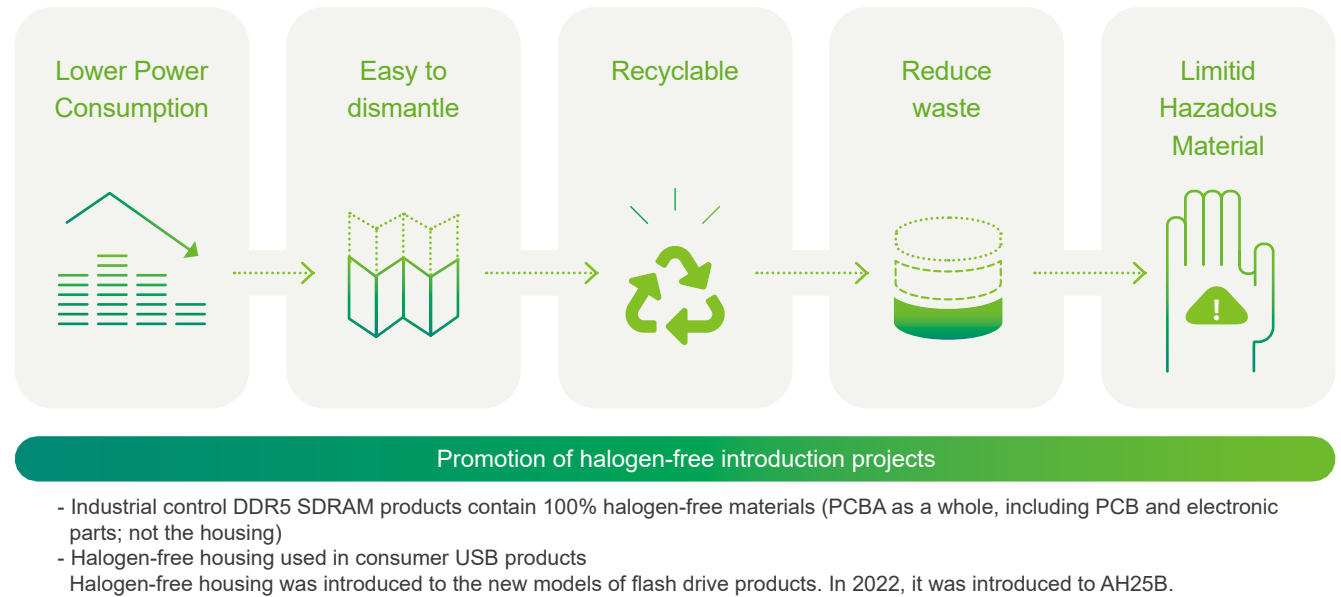 Lower Power
Consumption
Easy to
dismantle
Recyclable
Reduce
waste
Limitid
Hazadous
Material
!
Promotion of halogen-free introduction projects
- Industrial control DDR5 SDRAM products contain 100% halogen-free materials (PCBA as a whole, including PCB and electronic
parts; not the housing)
- Halogen-free housing used in consumer USB products
Halogen-free housing was introduced to the new models of flash drive products. In 2022, it was introduced to AH25B.